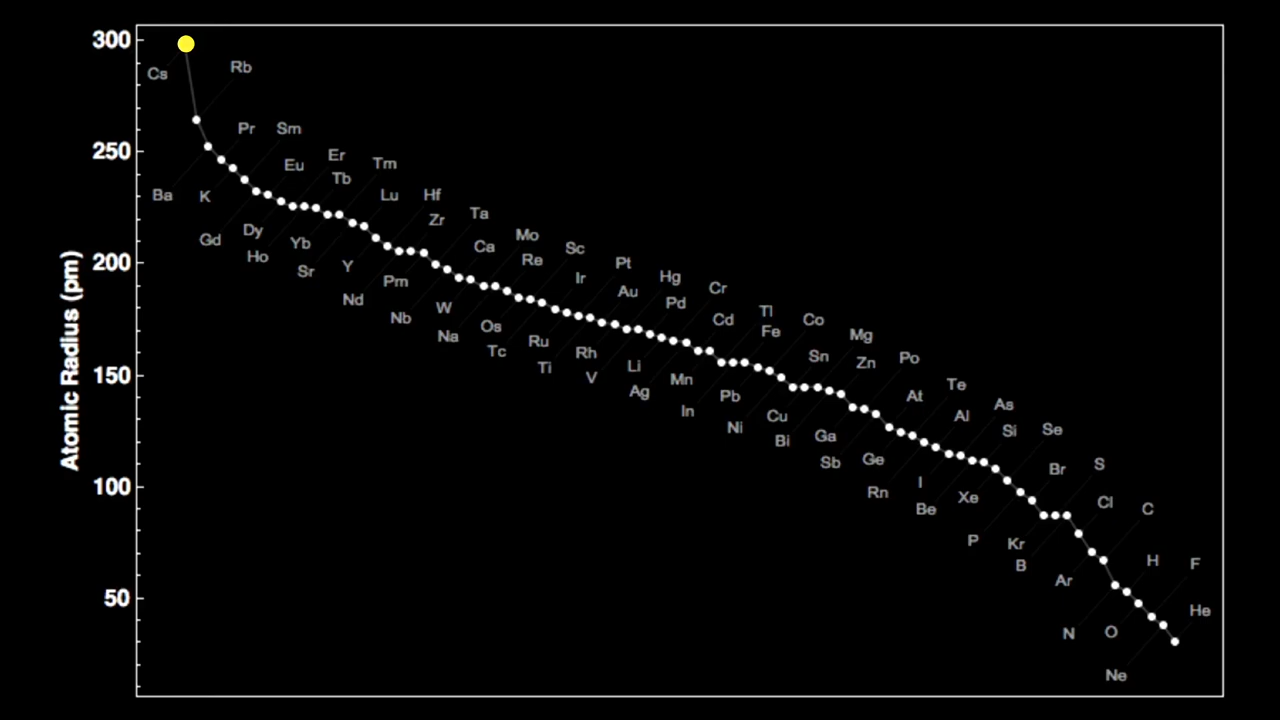 300
250
200
150
100
50
Atomic Radius (pm)
Cs
Rb
Ba
K
Pr
Sm
Gd
Eu
Dy
Ho
Er
Tb
Yb
Sr
Tm
Lu
Y
Nd
Hf
Zr
Pm
Nb
Ta
Ca
W
Na
Mo
Re
Os
Tc
Sc
Ir
Ru
Ti
Pt
Au
Rh
V
Hg
Pd
Li
Ag
Cr
Cd
Mn
In
Tl
Fe
Pb
Ni
Co
Sn
Cu
Bi
Mg
Zn
Ga
Sb
Po
At
Ge
Rn
Te
Al
I
Be
As
Si
Xe
P
Se
Br
Kr
B
S
Cl
Ar
C
H
N
O
F
He
Ne